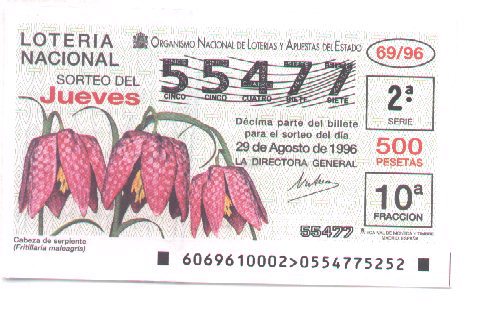 LOTERIA
NACIONAL
ORGANISMO NACIONAL DE LOTERIAS Y APUESTAS DEL ESTADO
69/96
SORTEO DEL
Jueves
55477
CINCO CINCO CUATRO SIETE SIETE
2ª
SERIE
Décima parte del billete
para el sorteo del día
29 de Agosto de 1996
LA DIRECTORA GENERAL
500
PESETAS
10ª
FRACCION
55477
MADRID. ESPAÑA
Cabeza de serpiente
(Fritillaria meleagris)
6069610002>0554775252